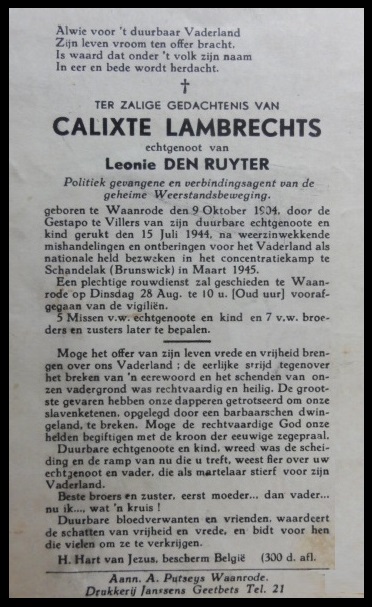 Alwie voor 't duurbaar Vaderland
Zijn leven vroom ten offer bracht.
Is waard dat onder 't volk zijn naam
In eer en bede wordt herdacht.
†
TER ZALIGE GEDACHTENIS VAN
CALIXTE LAMBRECHTS
echtgenoot van
Leonie DEN RUYTER
Politiek gevangene en verbindingsagent van de
geheime Weerstandsbeweging.
geboren te Waanrode den 9 Oktober 1904, door de
Gestapo te Villers van zijn duurbare echtgenoote en
kind gerukt den 15 Juli 1944, na weerzinwekkende
mishandelingen en ontberingen voor het Vaderland als
nationale held bezweken in het concentratiekamp te
Schandelak (Brunswick) in Maart 1945.
Een plechtige rouwdienst zal geschieden te Waan-
rode op Dinsdag 28 Aug. te 10 u. [Oud uur] vooraf-
gegaan van de vigiliën.
5 Missen v.w. echtgenoote en kind en 7 v.w. broe-
ders en zusters later te bepalen.
Moge het offer van zijn leven vrede en vrijheid bren-
gen over ons Vaderland ; de eerlijke strijd tegenover
het breken van 'n eerewoord en het schenden van on-
zen vadergrond was rechtvaardig en heilig. De groot-
ste gevaren hebben onze dapperen getrotseerd om onze
slavenketenen, opgelegd door een barbaarschen dwin-
geland, te breken. Moge de rechtvaardige God onze
helden begiftigen met de kroon der eeuwige zegepraal.
Duurbare echtgenoote en kind, wreed was de schei-
ding en de ramp van nu die u treft, weest fier over uw
echtgenoot en vader, die als martelaar stierf voor zijn
Vaderland.
Beste broers en zuster, eerst moeder... dan vader...
nu ik..., wat 'n kruis !
Duurbare bloedverwanten en vrienden, waardeert
de schatten van vrijheid en vrede, en bidt voor hen
die vielen om ze te verkrijgen.
H. Hart van Jezus, bescherm België (300 d. afl.
Aann. A. Putseys Waanrode.
Drukkerij Janssens Geetbets Tel. 21